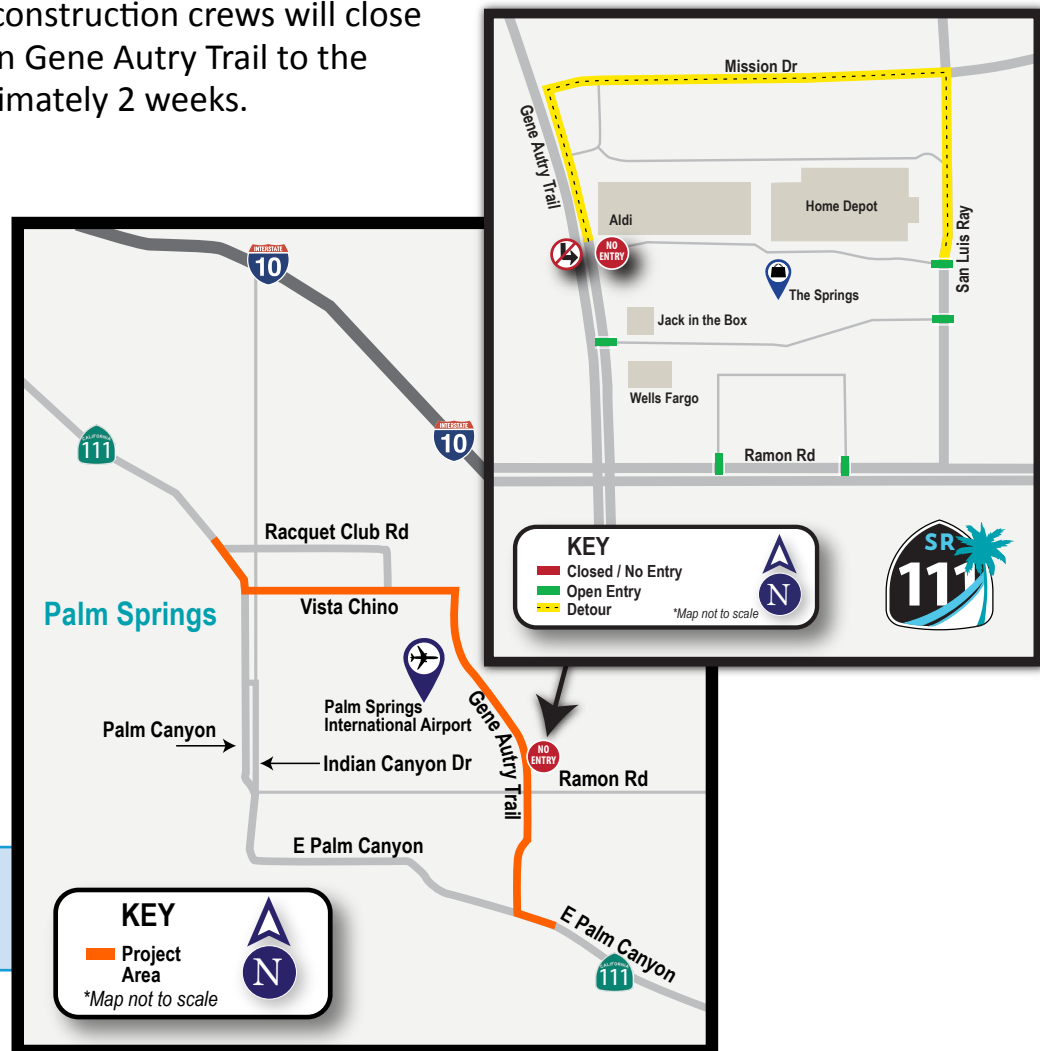 construction crews will close
n Gene Autry Trail to the
ximately 2 weeks.
Mission Dr
Gene Autry Trail
Aldi
Home Depot
NO
ENTRY
San Luis Ray
The Springs
Jack in the Box
Wells Fargo
Ramon Rd
KEY
Closed / No Entry
Open Entry
Detour
*Map not to scale
N
SR
111
INTERSTATE
10
INTERSTATE
10
CALIFORNIA
111
Racquet Club Rd
Vista Chino
Palm Springs
Palm Springs
International Airport
Gene Autry Trail
Palm Canyon
Indian Canyon Dr
NO
ENTRY
Ramon Rd
E Palm Canyon
E Palm Canyon
CALIFORNIA
111
KEY
Project
Area
*Map not to scale
N